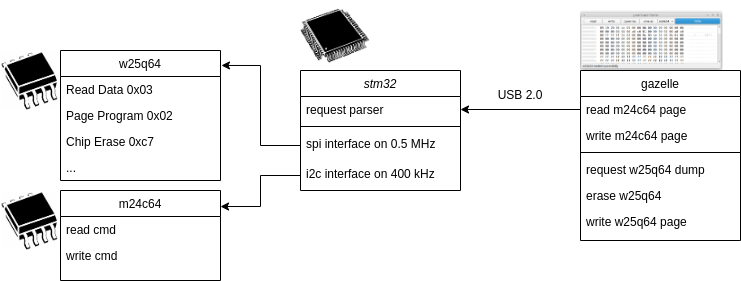 w25q64
Read Data 0x03
Page Program 0x02
Chip Erase 0xc7
...
m24c64
read cmd
write cmd
stm32
request parser
spi interface on 0.5 MHz
i2c interface on 400 kHz
USB 2.0
gazelle
read m24c64 page
write m24c64 page
request w25q64 dump
erase w25q64
write w25q64 page